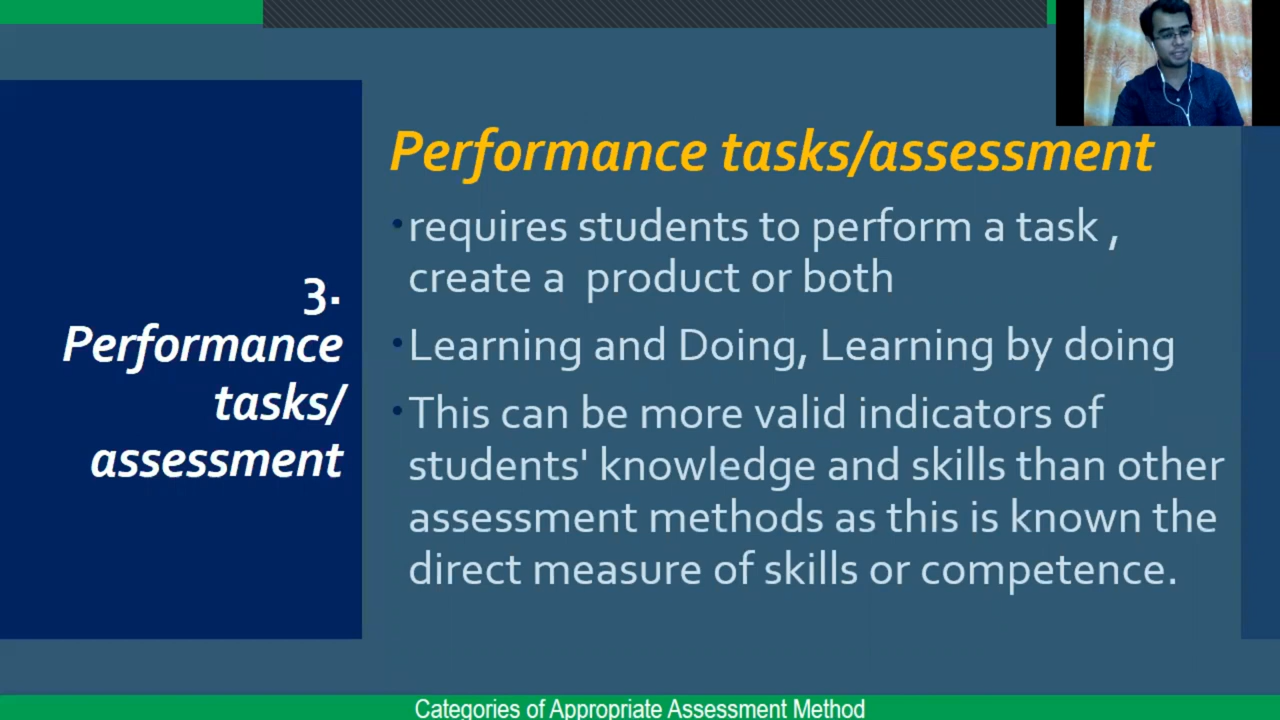 3.
Performance
tasks/
assessment
Performance tasks/assessment
•requires students to perform a task ,
create a  product or both
•Learning and Doing, Learning by doing
•This can be more valid indicators of
students' knowledge and skills than other
assessment methods as this is known the
direct measure of skills or competence.
Categories of Appropriate Assessment Method